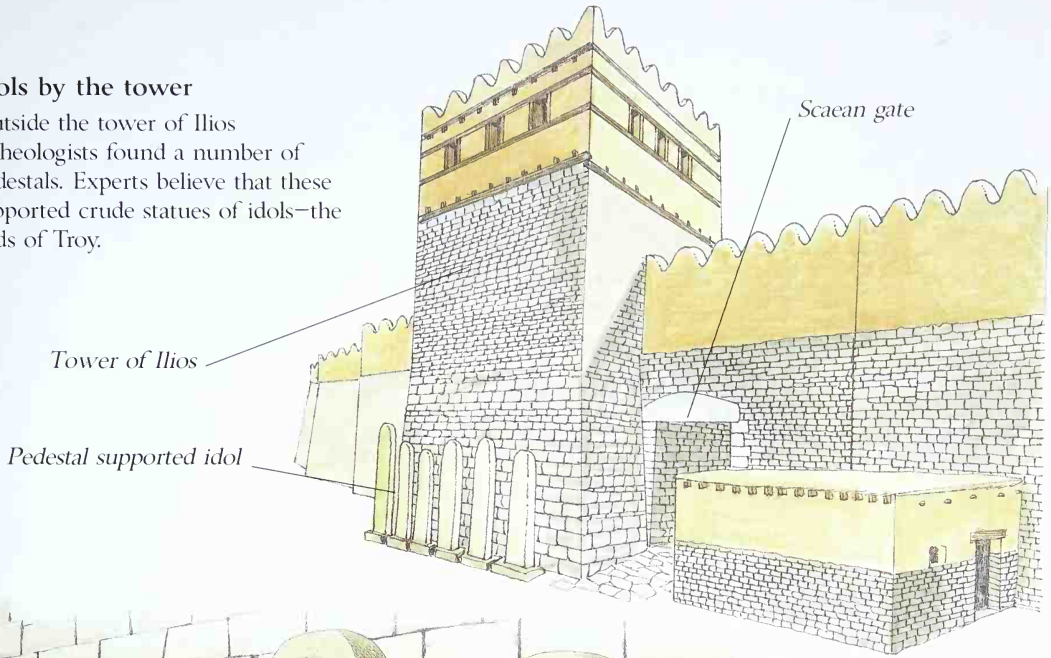 ols by the tower
utside the tower of Ilios
heologists found a number of
destals. Experts believe that these
pported crude statues of idols—the
ds of Troy.
Scaean gate
Tower of Ilios
Pedestal supported idol